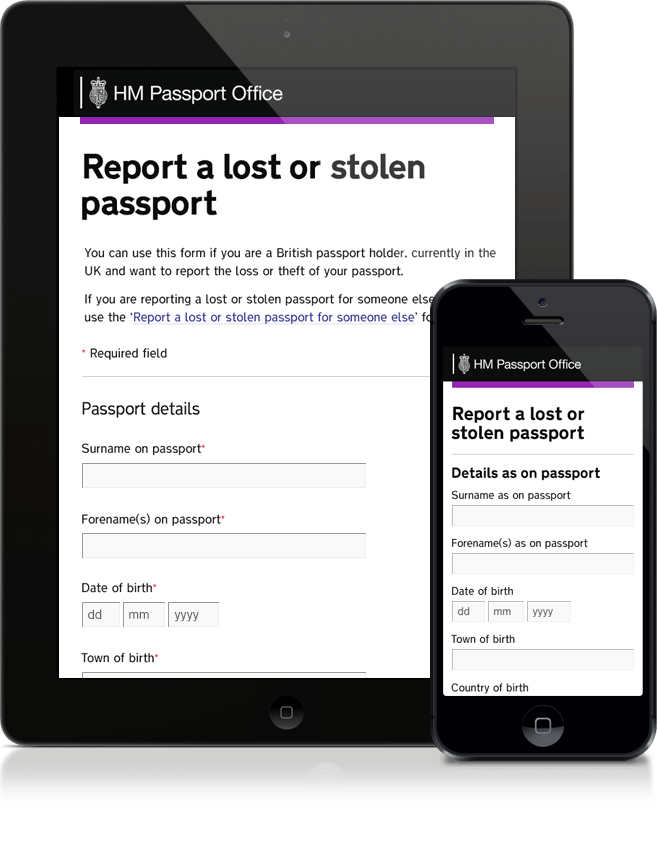 HM Passport Office
Report a lost or stolen
passport
You can use this form if you are a British passport holder, currently in the
UK and want to report the loss or theft of your passport.
If you are reporting a lost or stolen passport for someone else
use the ‘Report a lost or stolen passport for someone else’
* Required field
Passport details
Surname on passport*
Forename(s) on passport*
Date of birth*
dd mm yyyy
Town of birth*
HM Passport Office
Report a lost or
stolen passport
Details as on passport
Surname as on passport
Forename(s) as on passport
Date of birth
dd mm yyyy
Town of birth
Country of birth